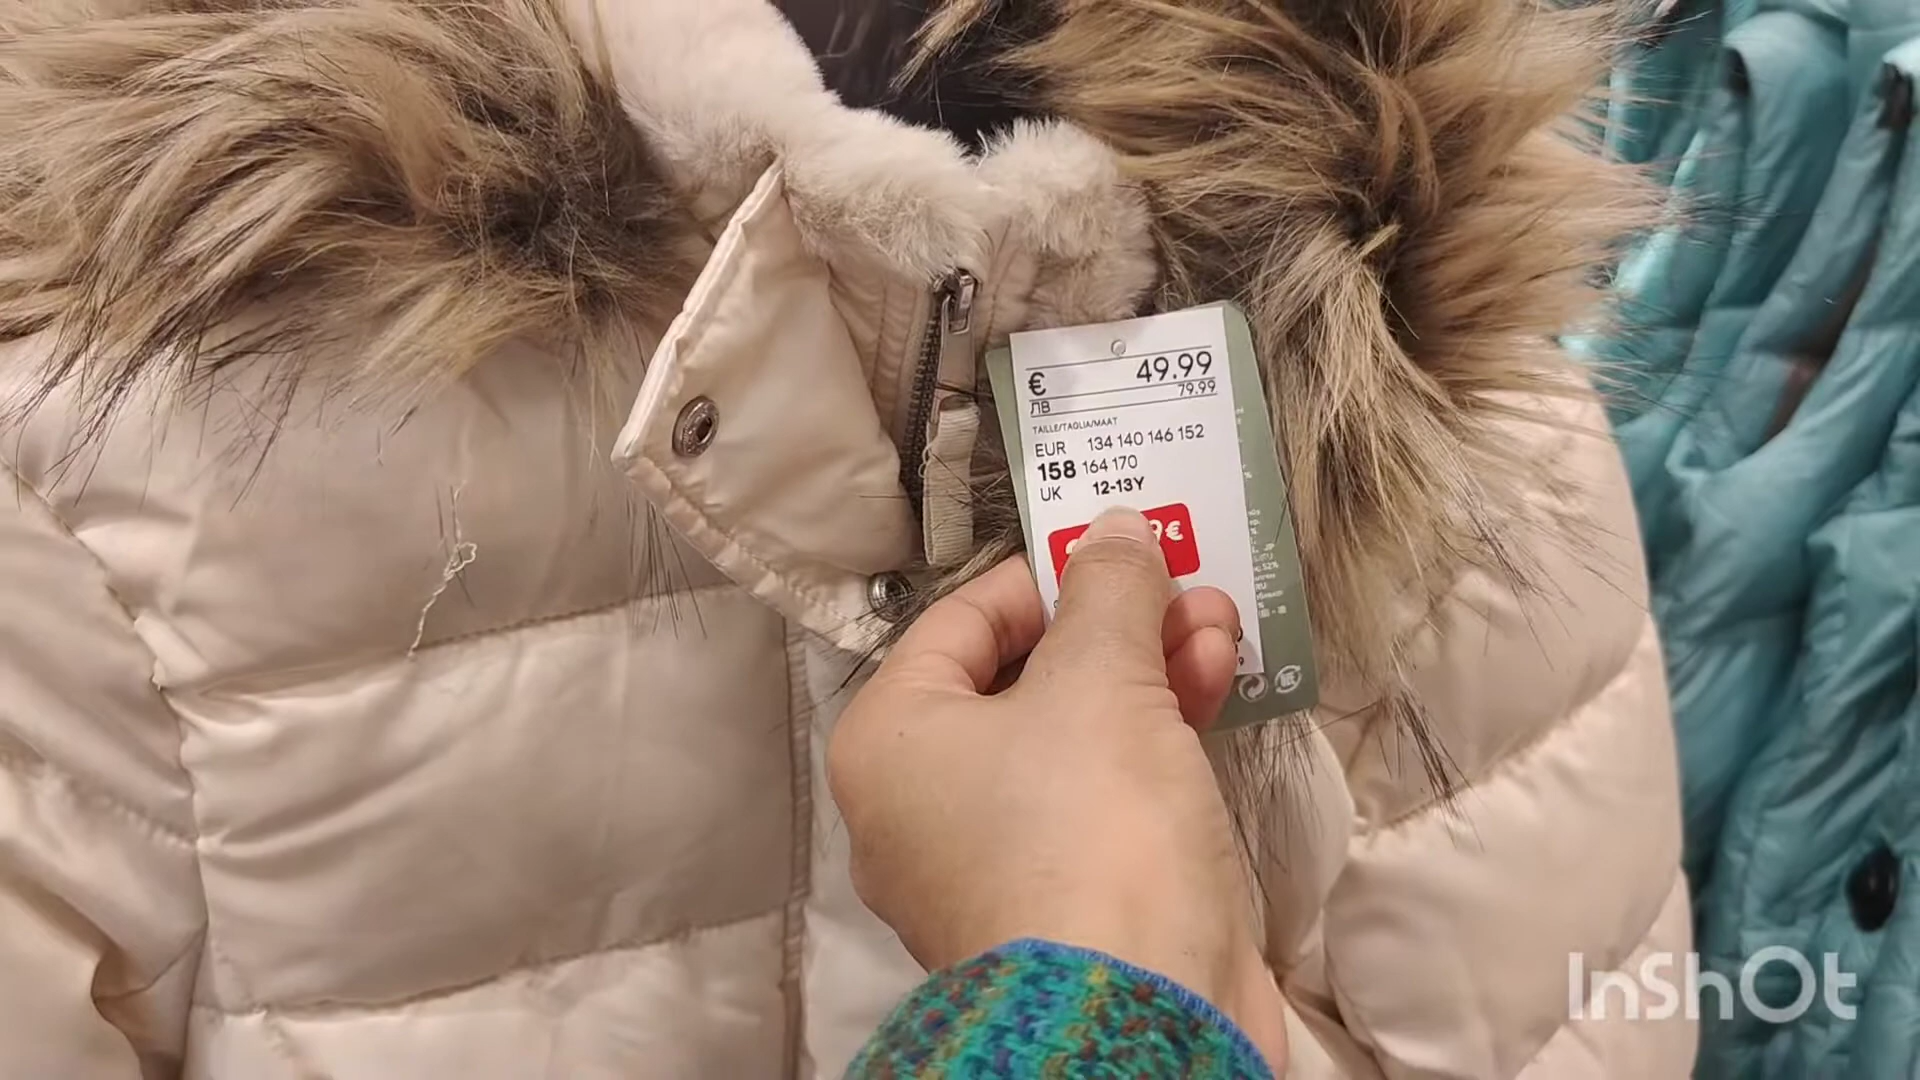 € 49.99
ЛВ 79.99
TAILLE/TAGLIA/MAAT
EUR 134 140 146 152
158 164 170
UK 12-13Y
€
InShOt